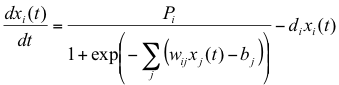 dx_i(t)/dt = P_i / (1 + exp(−∑_j (w_ij x_j(t) − b_j))) − d_i x_i(t)